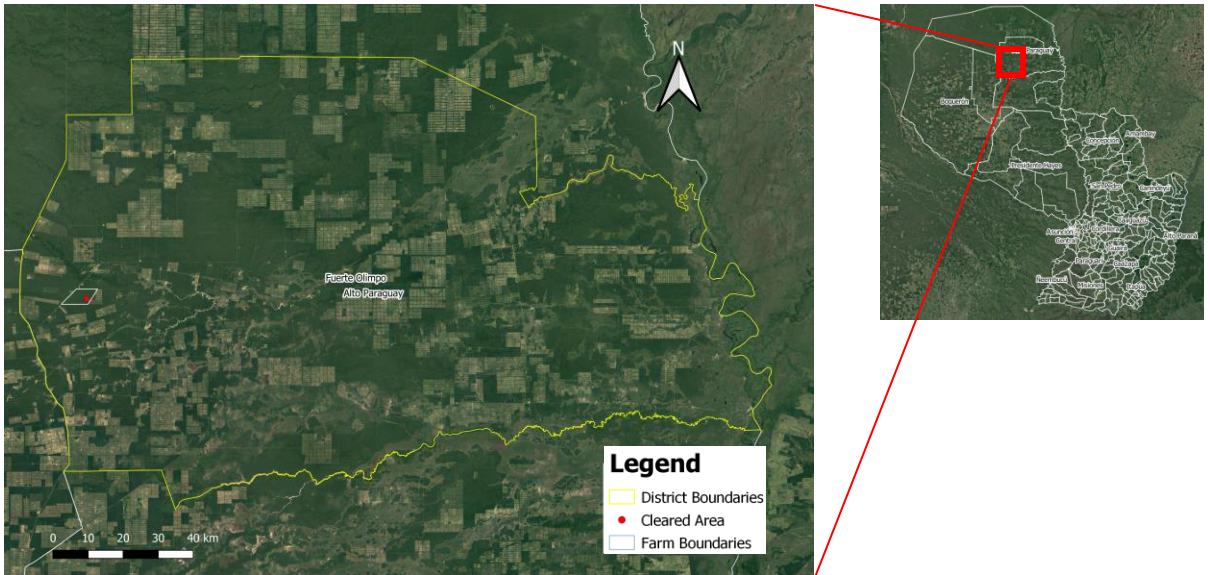 N
Fuerte Olimpo
Alto Paraguay
Legend
District Boundaries
Cleared Area
Farm Boundaries
0 10 20 30 40 km
Paraguay
Boquerón
Amambay
Concepción
Presidente Hayes
San Pedro
Canindeyú
Caaguazú
Cordillera
Asunción
Central
Alto Paraná
Guairá
Paraguarí
Caazapá
Ñeembucú
Misiones
Itapúa